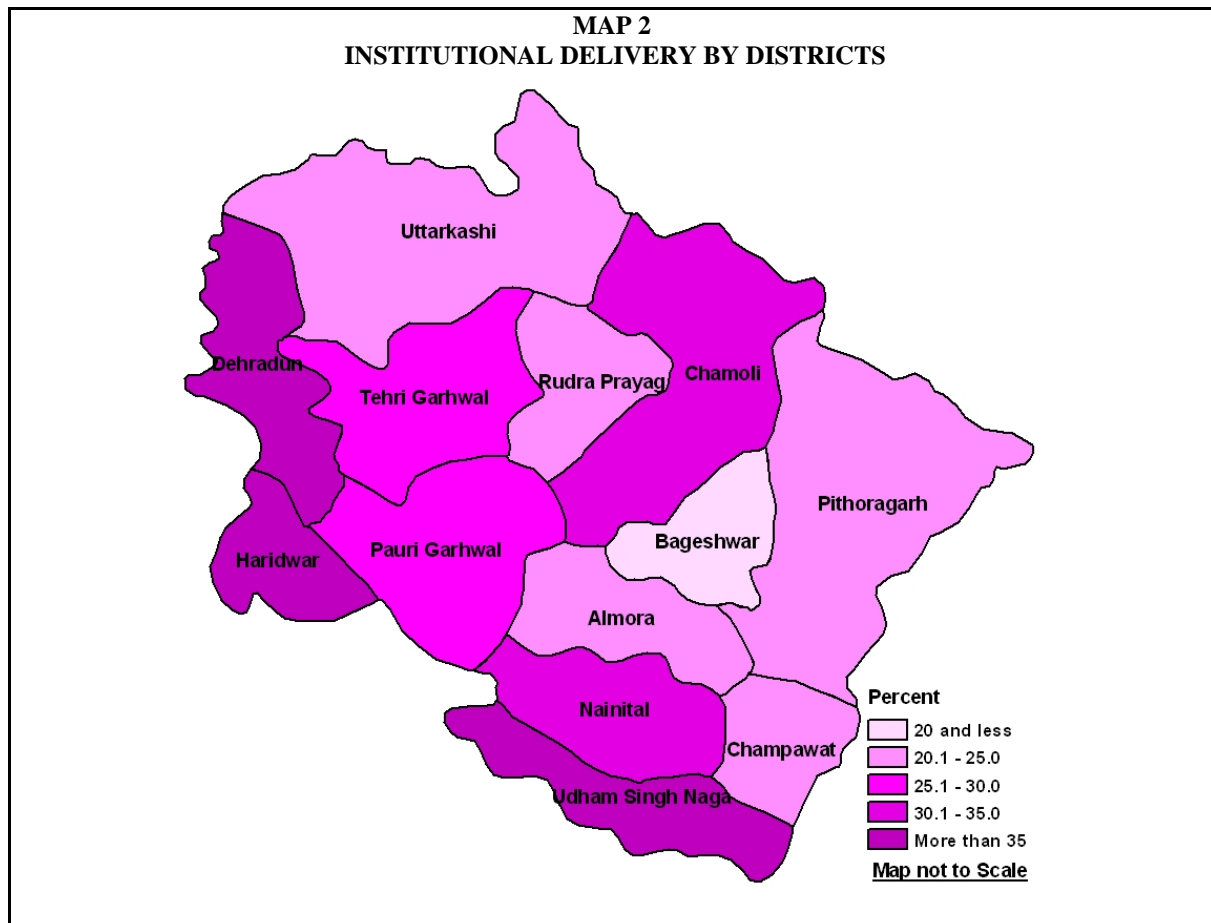 MAP 2
INSTITUTIONAL DELIVERY BY DISTRICTS
Uttarkashi
Dehradun
Tehri Garhwal
Rudra Prayag
Chamoli
Pithoragarh
Haridwar
Pauri Garhwal
Bageshwar
Almora
Nainital
Champawat
Udham Singh Naga
Percent
20 and less
20.1 - 25.0
25.1 - 30.0
30.1 - 35.0
More than 35
Map not to Scale